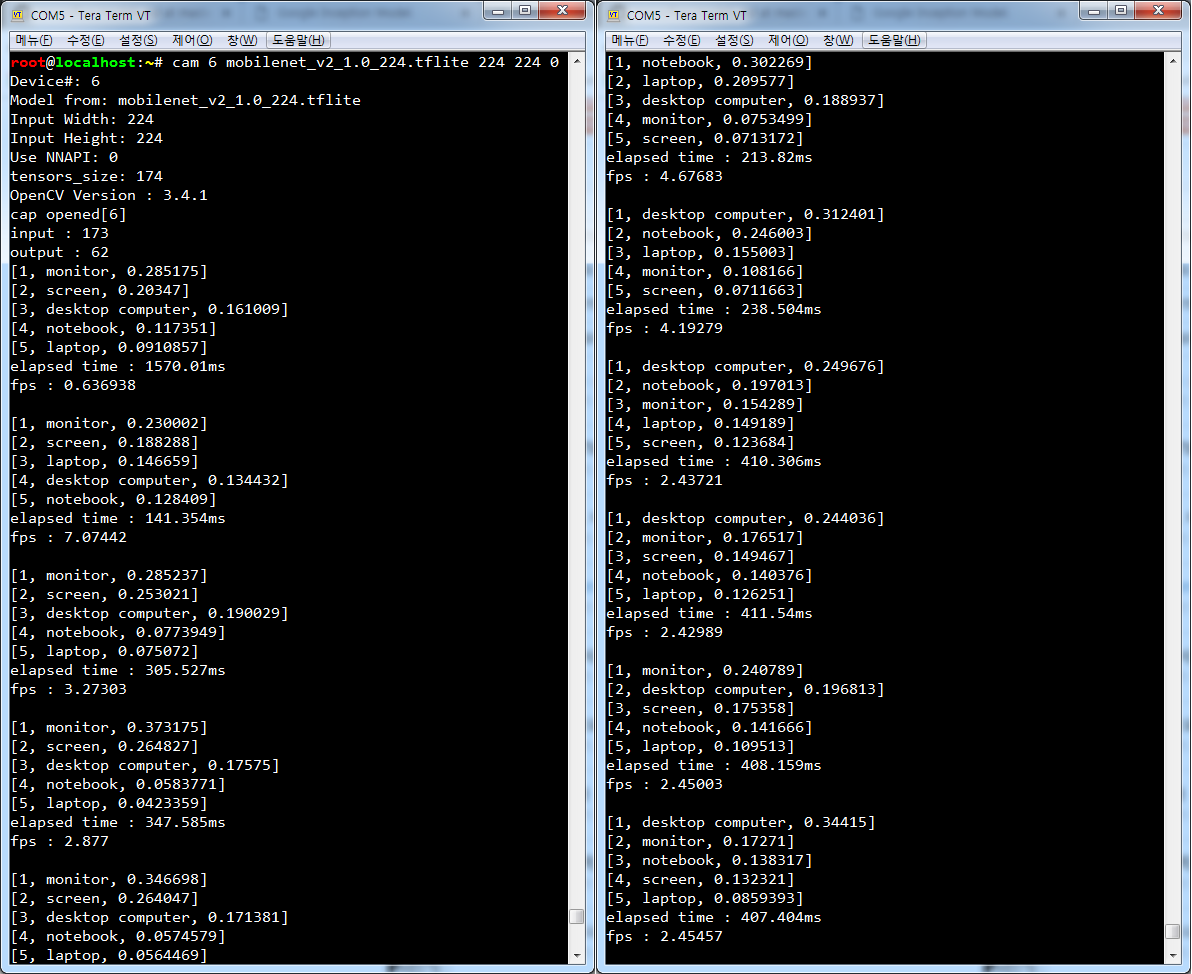 COM5 - Tera Term VT
메뉴(F) 수정(E) 설정(S) 제어(O) 창(W) 도움말(H)
root@localhost:~# cam 6 mobilenet_v2_1.0_224.tflite 224 224 0
Device#: 6
Model from: mobilenet_v2_1.0_224.tflite
Input Width: 224
Input Height: 224
Use NNAPI: 0
tensors_size: 174
OpenCV Version : 3.4.1
cap opened[6]
input : 173
output : 62
[1, monitor, 0.285175]
[2, screen, 0.20347]
[3, desktop computer, 0.161009]
[4, notebook, 0.117351]
[5, laptop, 0.0910857]
elapsed time : 1570.01ms
fps : 0.636938
[1, monitor, 0.230002]
[2, screen, 0.188288]
[3, laptop, 0.146659]
[4, desktop computer, 0.134432]
[5, notebook, 0.128409]
elapsed time : 141.354ms
fps : 7.07442
[1, monitor, 0.285237]
[2, screen, 0.253021]
[3, desktop computer, 0.190029]
[4, notebook, 0.0773949]
[5, laptop, 0.075072]
elapsed time : 305.527ms
fps : 3.27303
[1, monitor, 0.373175]
[2, screen, 0.264827]
[3, desktop computer, 0.17575]
[4, notebook, 0.0583771]
[5, laptop, 0.0423359]
elapsed time : 347.585ms
fps : 2.877
[1, monitor, 0.346698]
[2, screen, 0.264047]
[3, desktop computer, 0.171381]
[4, notebook, 0.0574579]
[5, laptop, 0.0564469]
COM5 - Tera Term VT
메뉴(F) 수정(E) 설정(S) 제어(O) 창(W) 도움말(H)
[1, notebook, 0.302269]
[2, laptop, 0.209577]
[3, desktop computer, 0.188937]
[4, monitor, 0.0753499]
[5, screen, 0.0713172]
elapsed time : 213.82ms
fps : 4.67683
[1, desktop computer, 0.312401]
[2, notebook, 0.246003]
[3, laptop, 0.155003]
[4, monitor, 0.108166]
[5, screen, 0.0711663]
elapsed time : 238.504ms
fps : 4.19279
[1, desktop computer, 0.249676]
[2, notebook, 0.197013]
[3, monitor, 0.154289]
[4, laptop, 0.149189]
[5, screen, 0.123684]
elapsed time : 410.306ms
fps : 2.43721
[1, desktop computer, 0.244036]
[2, monitor, 0.176517]
[3, screen, 0.149467]
[4, notebook, 0.140376]
[5, laptop, 0.126251]
elapsed time : 411.54ms
fps : 2.42989
[1, monitor, 0.240789]
[2, desktop computer, 0.196813]
[3, screen, 0.175358]
[4, notebook, 0.141666]
[5, laptop, 0.109513]
elapsed time : 408.159ms
fps : 2.45003
[1, desktop computer, 0.34415]
[2, monitor, 0.17271]
[3, notebook, 0.138317]
[4, screen, 0.132321]
[5, laptop, 0.0859393]
elapsed time : 407.404ms
fps : 2.45457